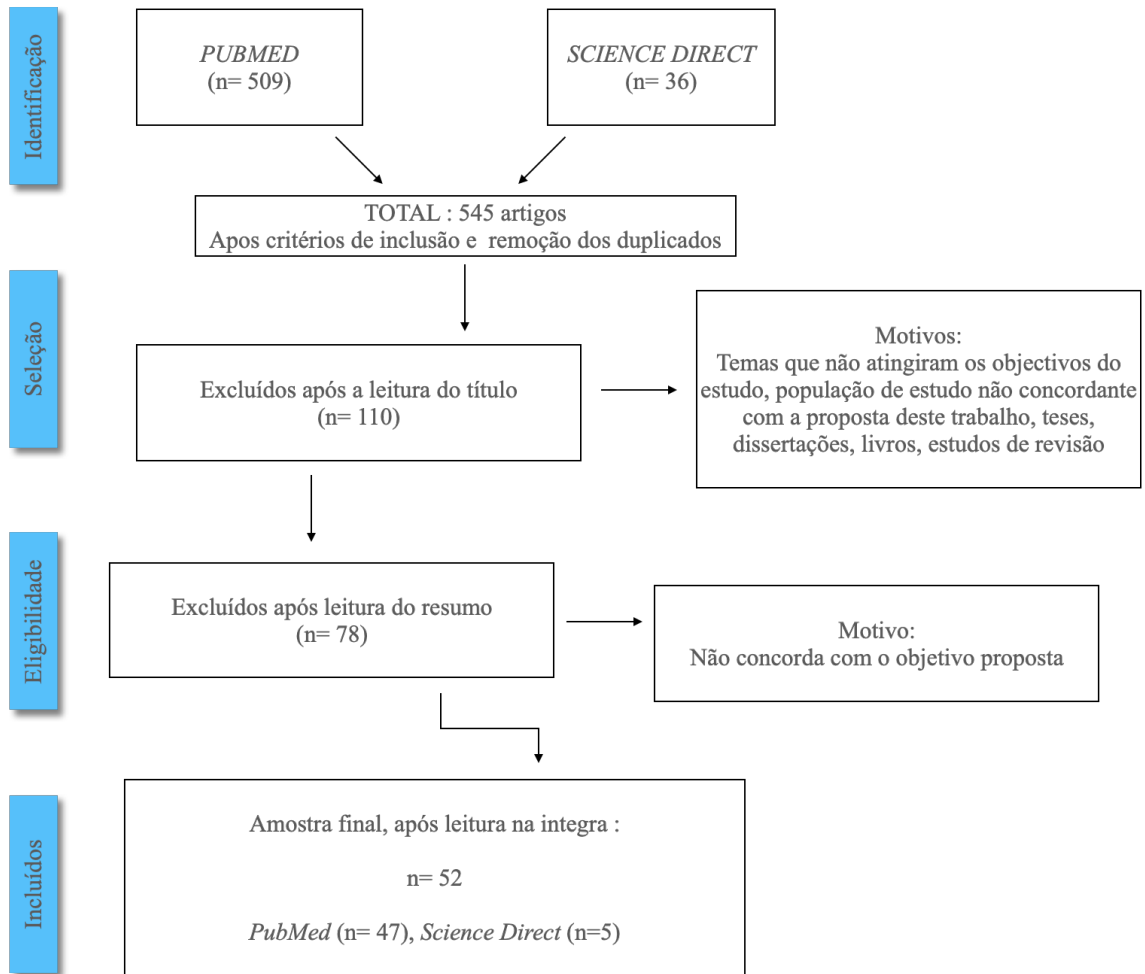 Identificação
PUBMED
(n= 509)
SCIENCE DIRECT
(n= 36)
TOTAL : 545 artigos
Apos critérios de inclusão e remoção dos duplicados
Seleção
Excluídos após a leitura do título
(n= 110)
Motivos:
Temas que não atingiram os objectivos do
estudo, população de estudo não concordante
com a proposta deste trabalho, teses,
dissertações, livros, estudos de revisão
Eligibilidade
Excluídos após leitura do resumo
(n= 78)
Motivo:
Não concorda com o objetivo proposta
Incluídos
Amostra final, após leitura na integra :
n= 52
PubMed (n= 47), Science Direct (n=5)